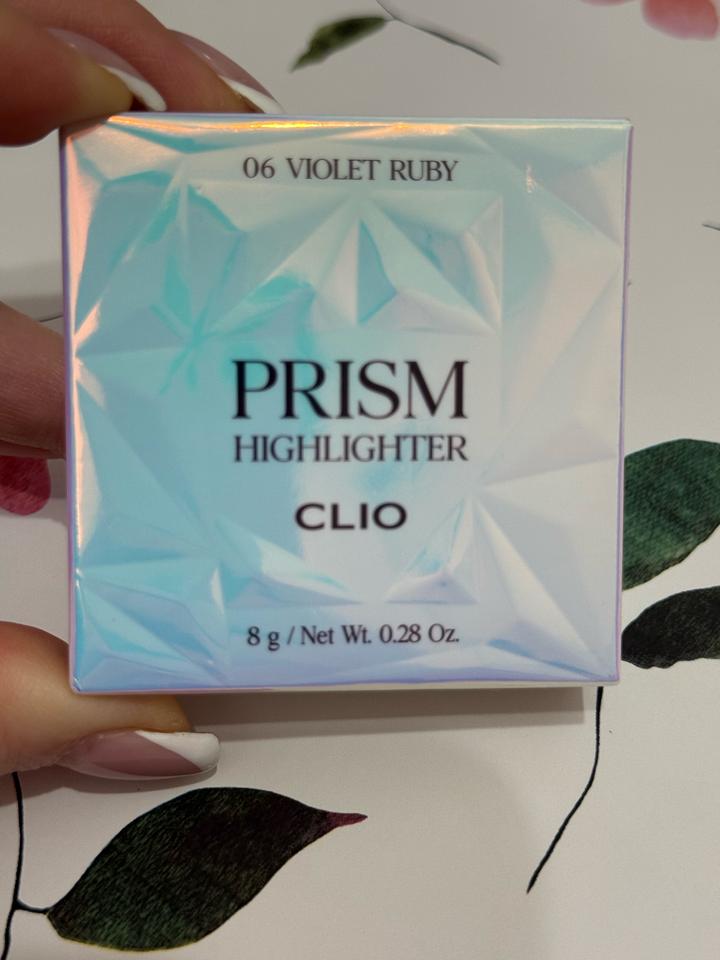 06 VIOLET RUBY
PRISM
HIGHLIGHTER
CLIO
8 g / Net Wt. 0.28 Oz.